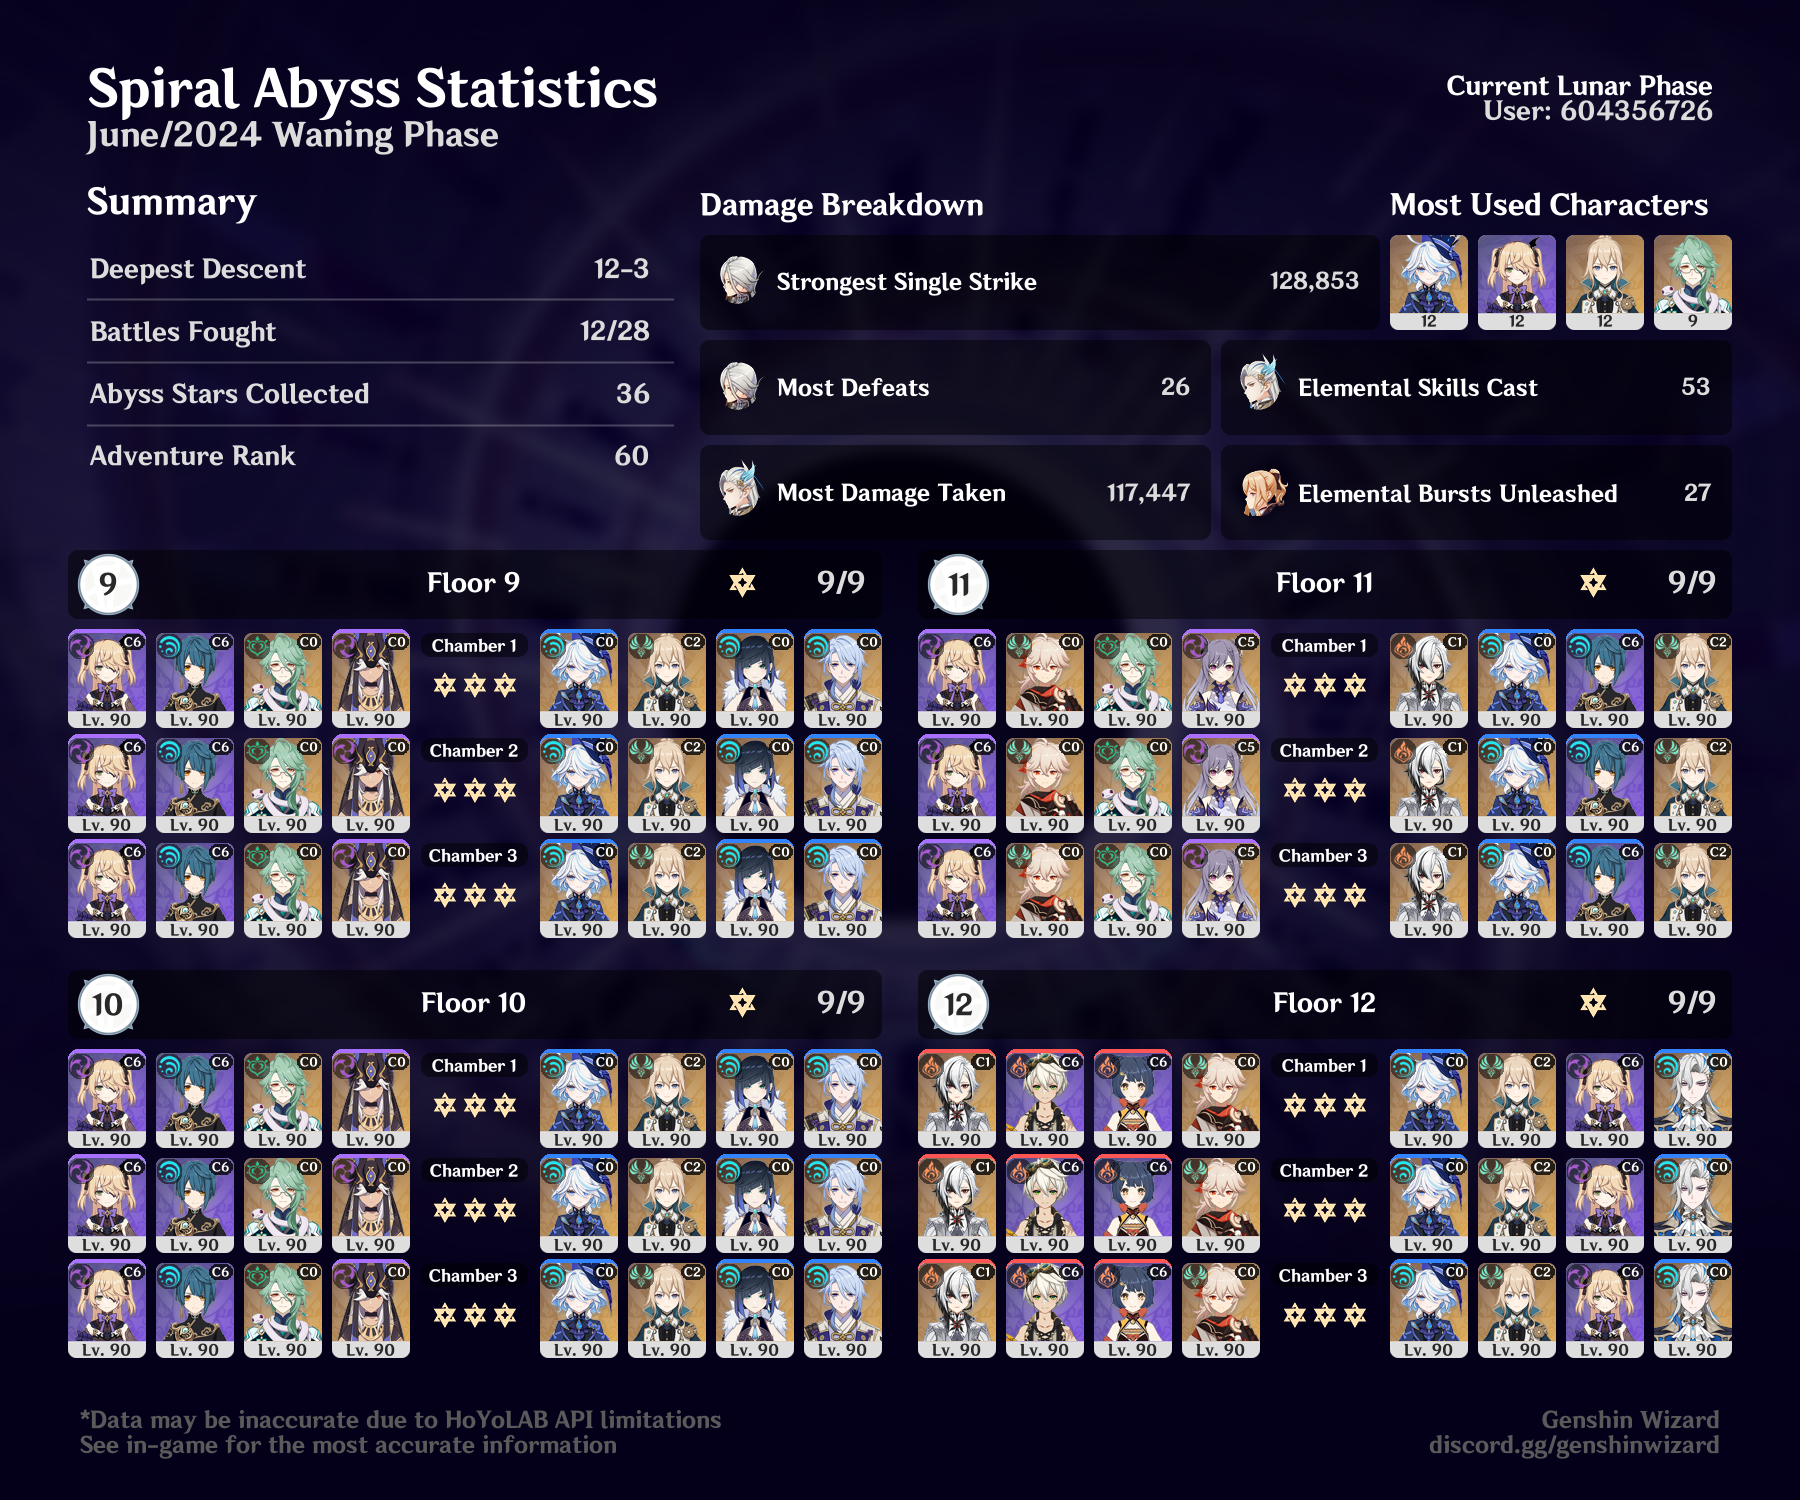 Spiral Abyss Statistics
June/2024 Waning Phase
Current Lunar Phase
User: 604356726
Summary
Deepest Descent 12-3
Battles Fought 12/28
Abyss Stars Collected 36
Adventure Rank 60
Damage Breakdown
Strongest Single Strike 128,853
Most Defeats 26
Elemental Skills Cast 53
Most Damage Taken 117,447
Elemental Bursts Unleashed 27
Most Used Characters
12 12 12 9
9 Floor 9 9/9
C6 C6 C0 C0 Chamber 1 C0 C2 C0 C0
Lv. 90 Lv. 90 Lv. 90 Lv. 90 Lv. 90 Lv. 90 Lv. 90 Lv. 90
C6 C6 C0 C0 Chamber 2 C0 C2 C0 C0
Lv. 90 Lv. 90 Lv. 90 Lv. 90 Lv. 90 Lv. 90 Lv. 90 Lv. 90
C6 C6 C0 C0 Chamber 3 C0 C2 C0 C0
Lv. 90 Lv. 90 Lv. 90 Lv. 90 Lv. 90 Lv. 90 Lv. 90 Lv. 90
10 Floor 10 9/9
C6 C6 C0 C0 Chamber 1 C0 C2 C0 C0
Lv. 90 Lv. 90 Lv. 90 Lv. 90 Lv. 90 Lv. 90 Lv. 90 Lv. 90
C6 C6 C0 C0 Chamber 2 C0 C2 C0 C0
Lv. 90 Lv. 90 Lv. 90 Lv. 90 Lv. 90 Lv. 90 Lv. 90 Lv. 90
C6 C6 C0 C0 Chamber 3 C0 C2 C0 C0
Lv. 90 Lv. 90 Lv. 90 Lv. 90 Lv. 90 Lv. 90 Lv. 90 Lv. 90
11 Floor 11 9/9
C6 C0 C0 C5 Chamber 1 C1 C0 C6 C2
Lv. 90 Lv. 90 Lv. 90 Lv. 90 Lv. 90 Lv. 90 Lv. 90 Lv. 90
C6 C0 C0 C5 Chamber 2 C1 C0 C6 C2
Lv. 90 Lv. 90 Lv. 90 Lv. 90 Lv. 90 Lv. 90 Lv. 90 Lv. 90
C6 C0 C0 C5 Chamber 3 C1 C0 C6 C2
Lv. 90 Lv. 90 Lv. 90 Lv. 90 Lv. 90 Lv. 90 Lv. 90 Lv. 90
12 Floor 12 9/9
C1 C6 C6 C0 Chamber 1 C0 C2 C6 C0
Lv. 90 Lv. 90 Lv. 90 Lv. 90 Lv. 90 Lv. 90 Lv. 90 Lv. 90
C1 C6 C6 C0 Chamber 2 C0 C2 C6 C0
Lv. 90 Lv. 90 Lv. 90 Lv. 90 Lv. 90 Lv. 90 Lv. 90 Lv. 90
C1 C6 C6 C0 Chamber 3 C0 C2 C6 C0
Lv. 90 Lv. 90 Lv. 90 Lv. 90 Lv. 90 Lv. 90 Lv. 90 Lv. 90
*Data may be inaccurate due to HoYoLAB API limitations
See in-game for the most accurate information
Genshin Wizard
discord.gg/genshinwizard